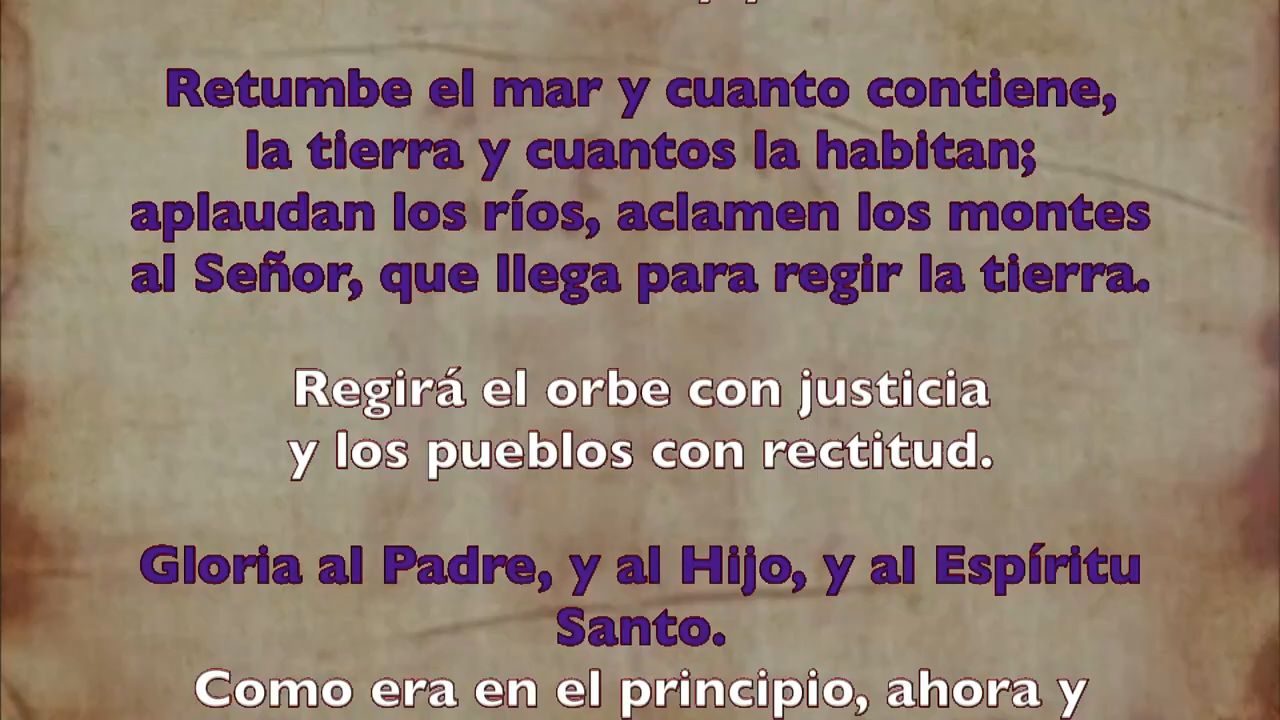 Retumbe el mar y cuanto contiene,
la tierra y cuantos la habitan;
aplaudan los ríos, aclamen los montes
al Señor, que llega para regir la tierra.
Regirá el orbe con justicia
y los pueblos con rectitud.
Gloria al Padre, y al Hijo, y al Espíritu
Santo.
Como era en el principio, ahora y